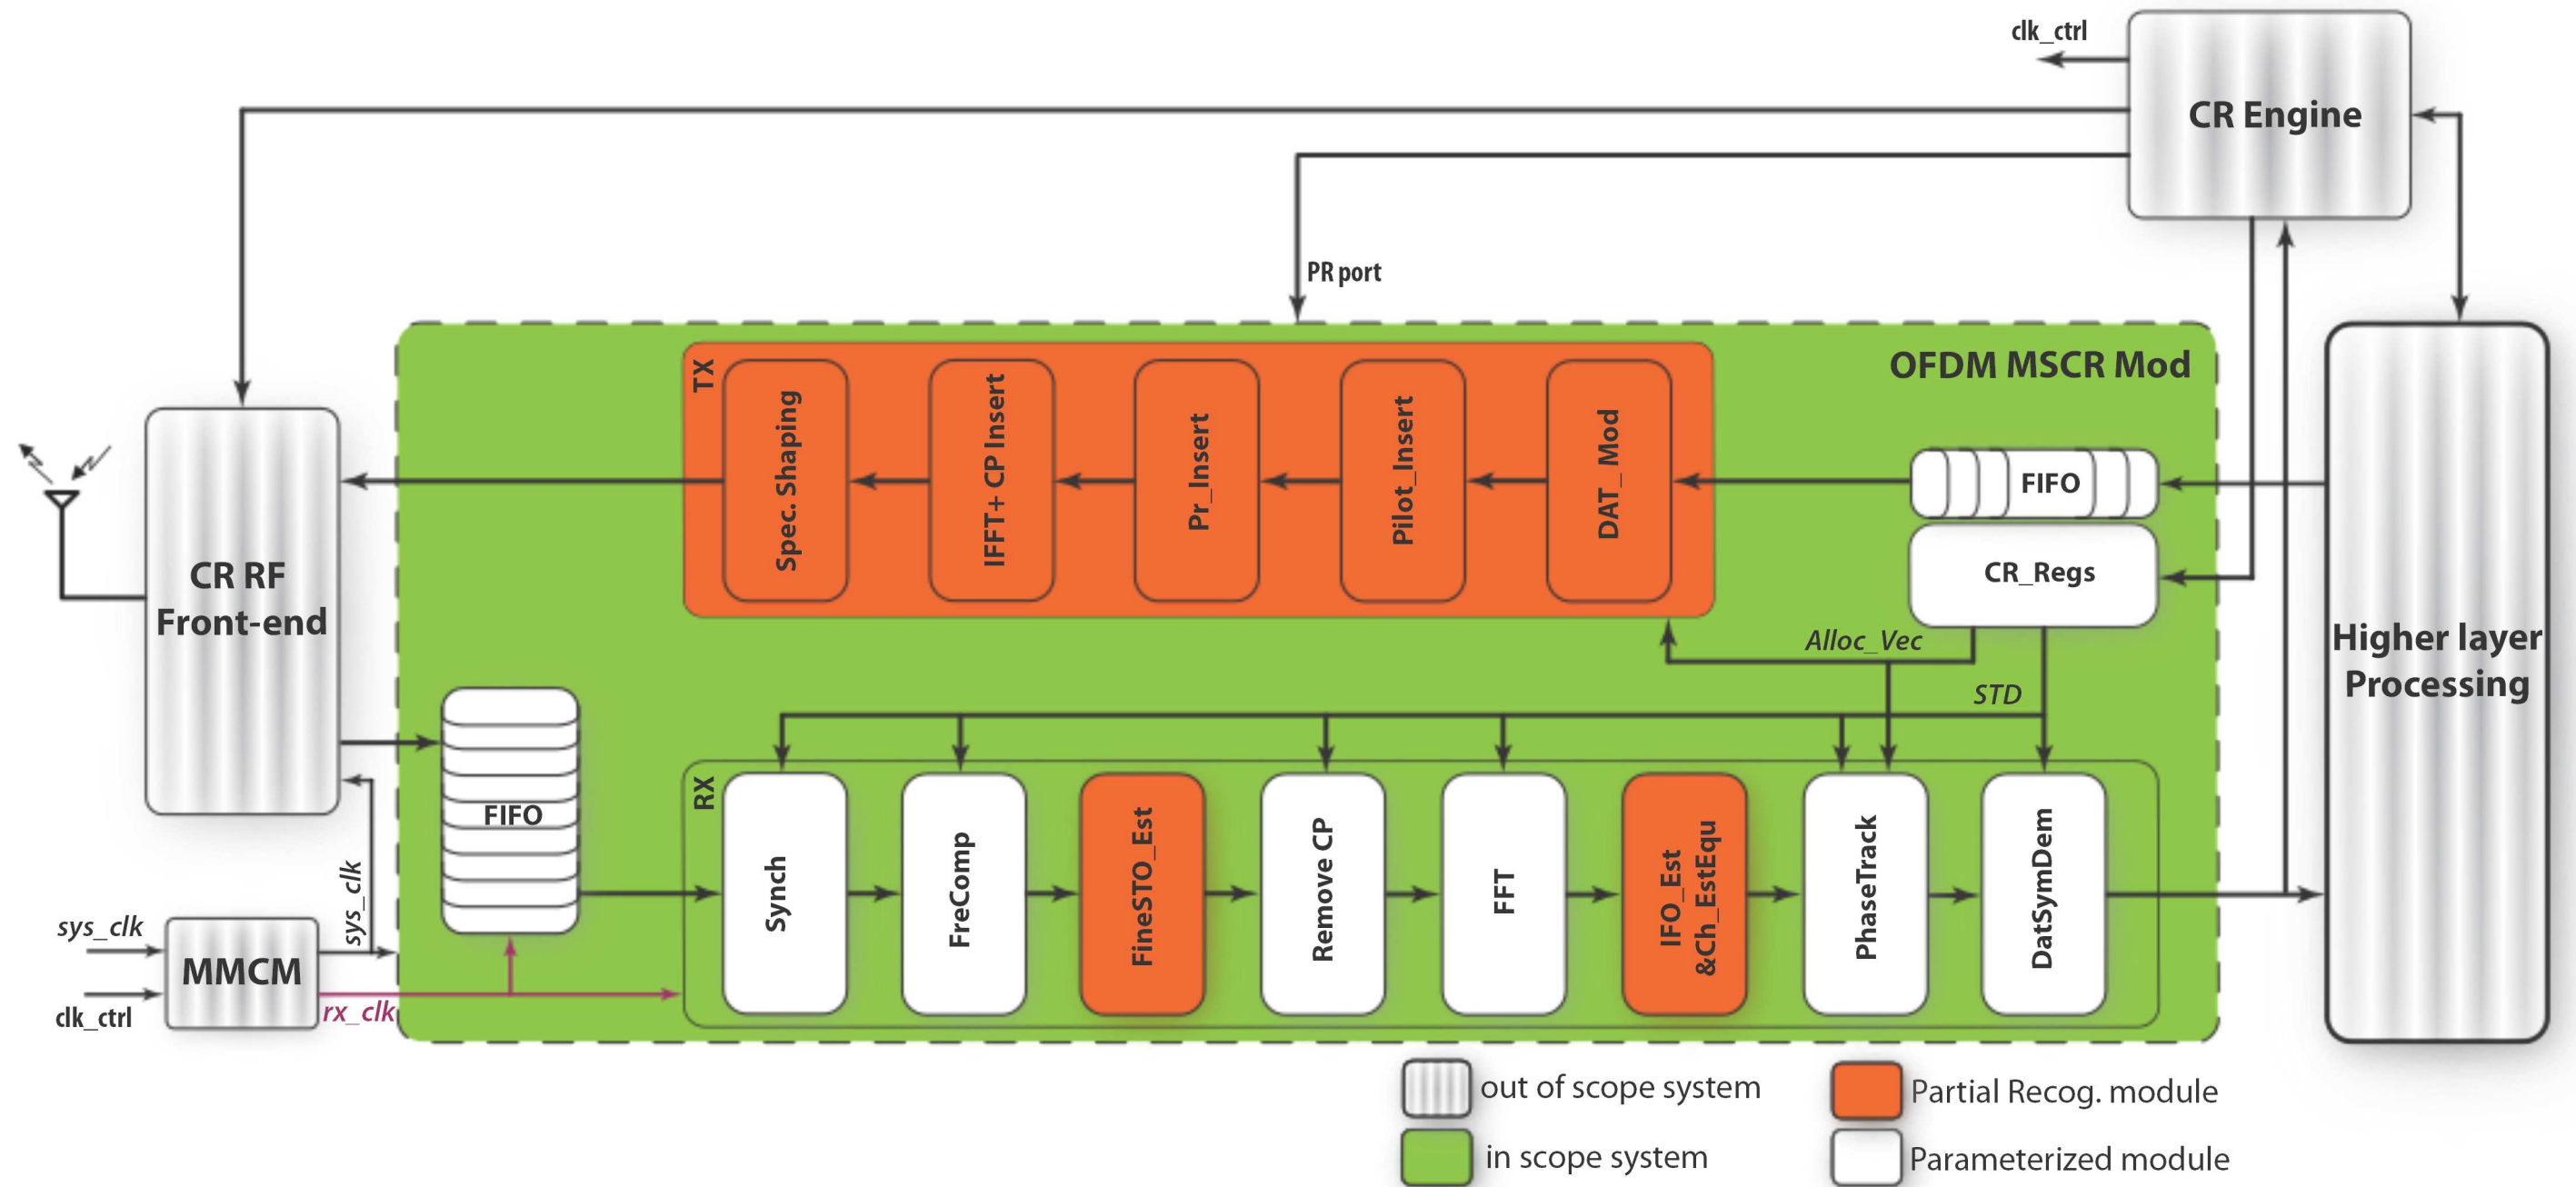 clk_ctrl
CR Engine
PR port
OFDM MSCR Mod
TX
Spec. Shaping
IFFT+ CP Insert
Pr_Insert
Pilot_Insert
DAT_Mod
FIFO
CR_Regs
CR RF
Front-end
Alloc_Vec
STD
Higher layer
Processing
FIFO
RX
Synch
FreComp
FineSTO_Est
Remove CP
FFT
IFO_Est
&Ch_EstEqu
PhaseTrack
DatSymDem
sys_clk
sys_clk
MMCM
clk_ctrl
rx_clk
out of scope system
Partial Recog. module
in scope system
Parameterized module